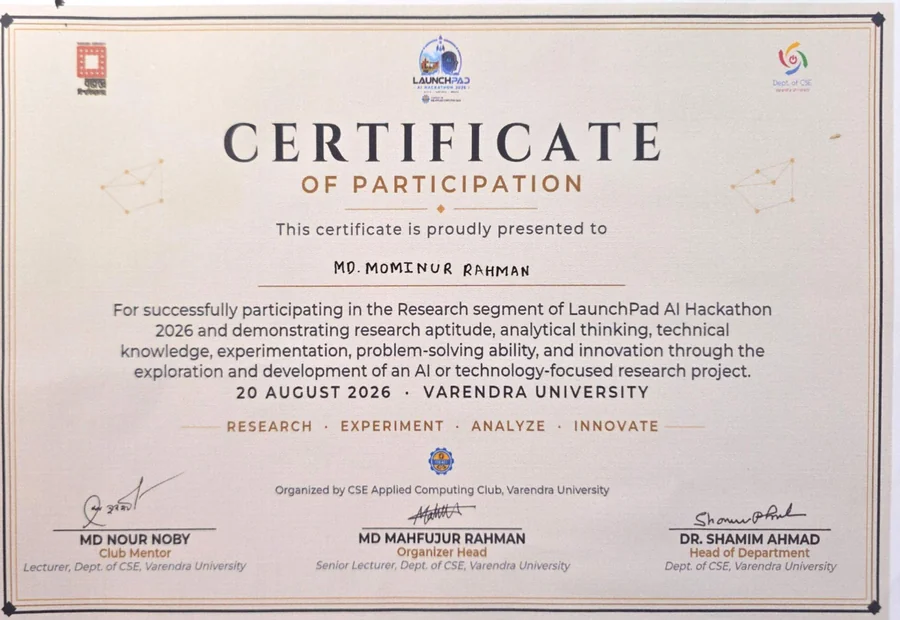 LAUNCHPAD
AI HACKATHON 2026
Dept. of CSE
CERTIFICATE
OF PARTICIPATION
This certificate is proudly presented to
MD. MOMINUR RAHMAN
For successfully participating in the Research segment of LaunchPad AI Hackathon
2026 and demonstrating research aptitude, analytical thinking, technical
knowledge, experimentation, problem-solving ability, and innovation through the
exploration and development of an AI or technology-focused research project.
20 AUGUST 2026 · VARENDRA UNIVERSITY
RESEARCH · EXPERIMENT · ANALYZE · INNOVATE
Organized by CSE Applied Computing Club, Varendra University
MD NOUR NOBY
Club Mentor
Lecturer, Dept. of CSE, Varendra University
MD MAHFUJUR RAHMAN
Organizer Head
Senior Lecturer, Dept. of CSE, Varendra University
DR. SHAMIM AHMAD
Head of Department
Dept. of CSE, Varendra University